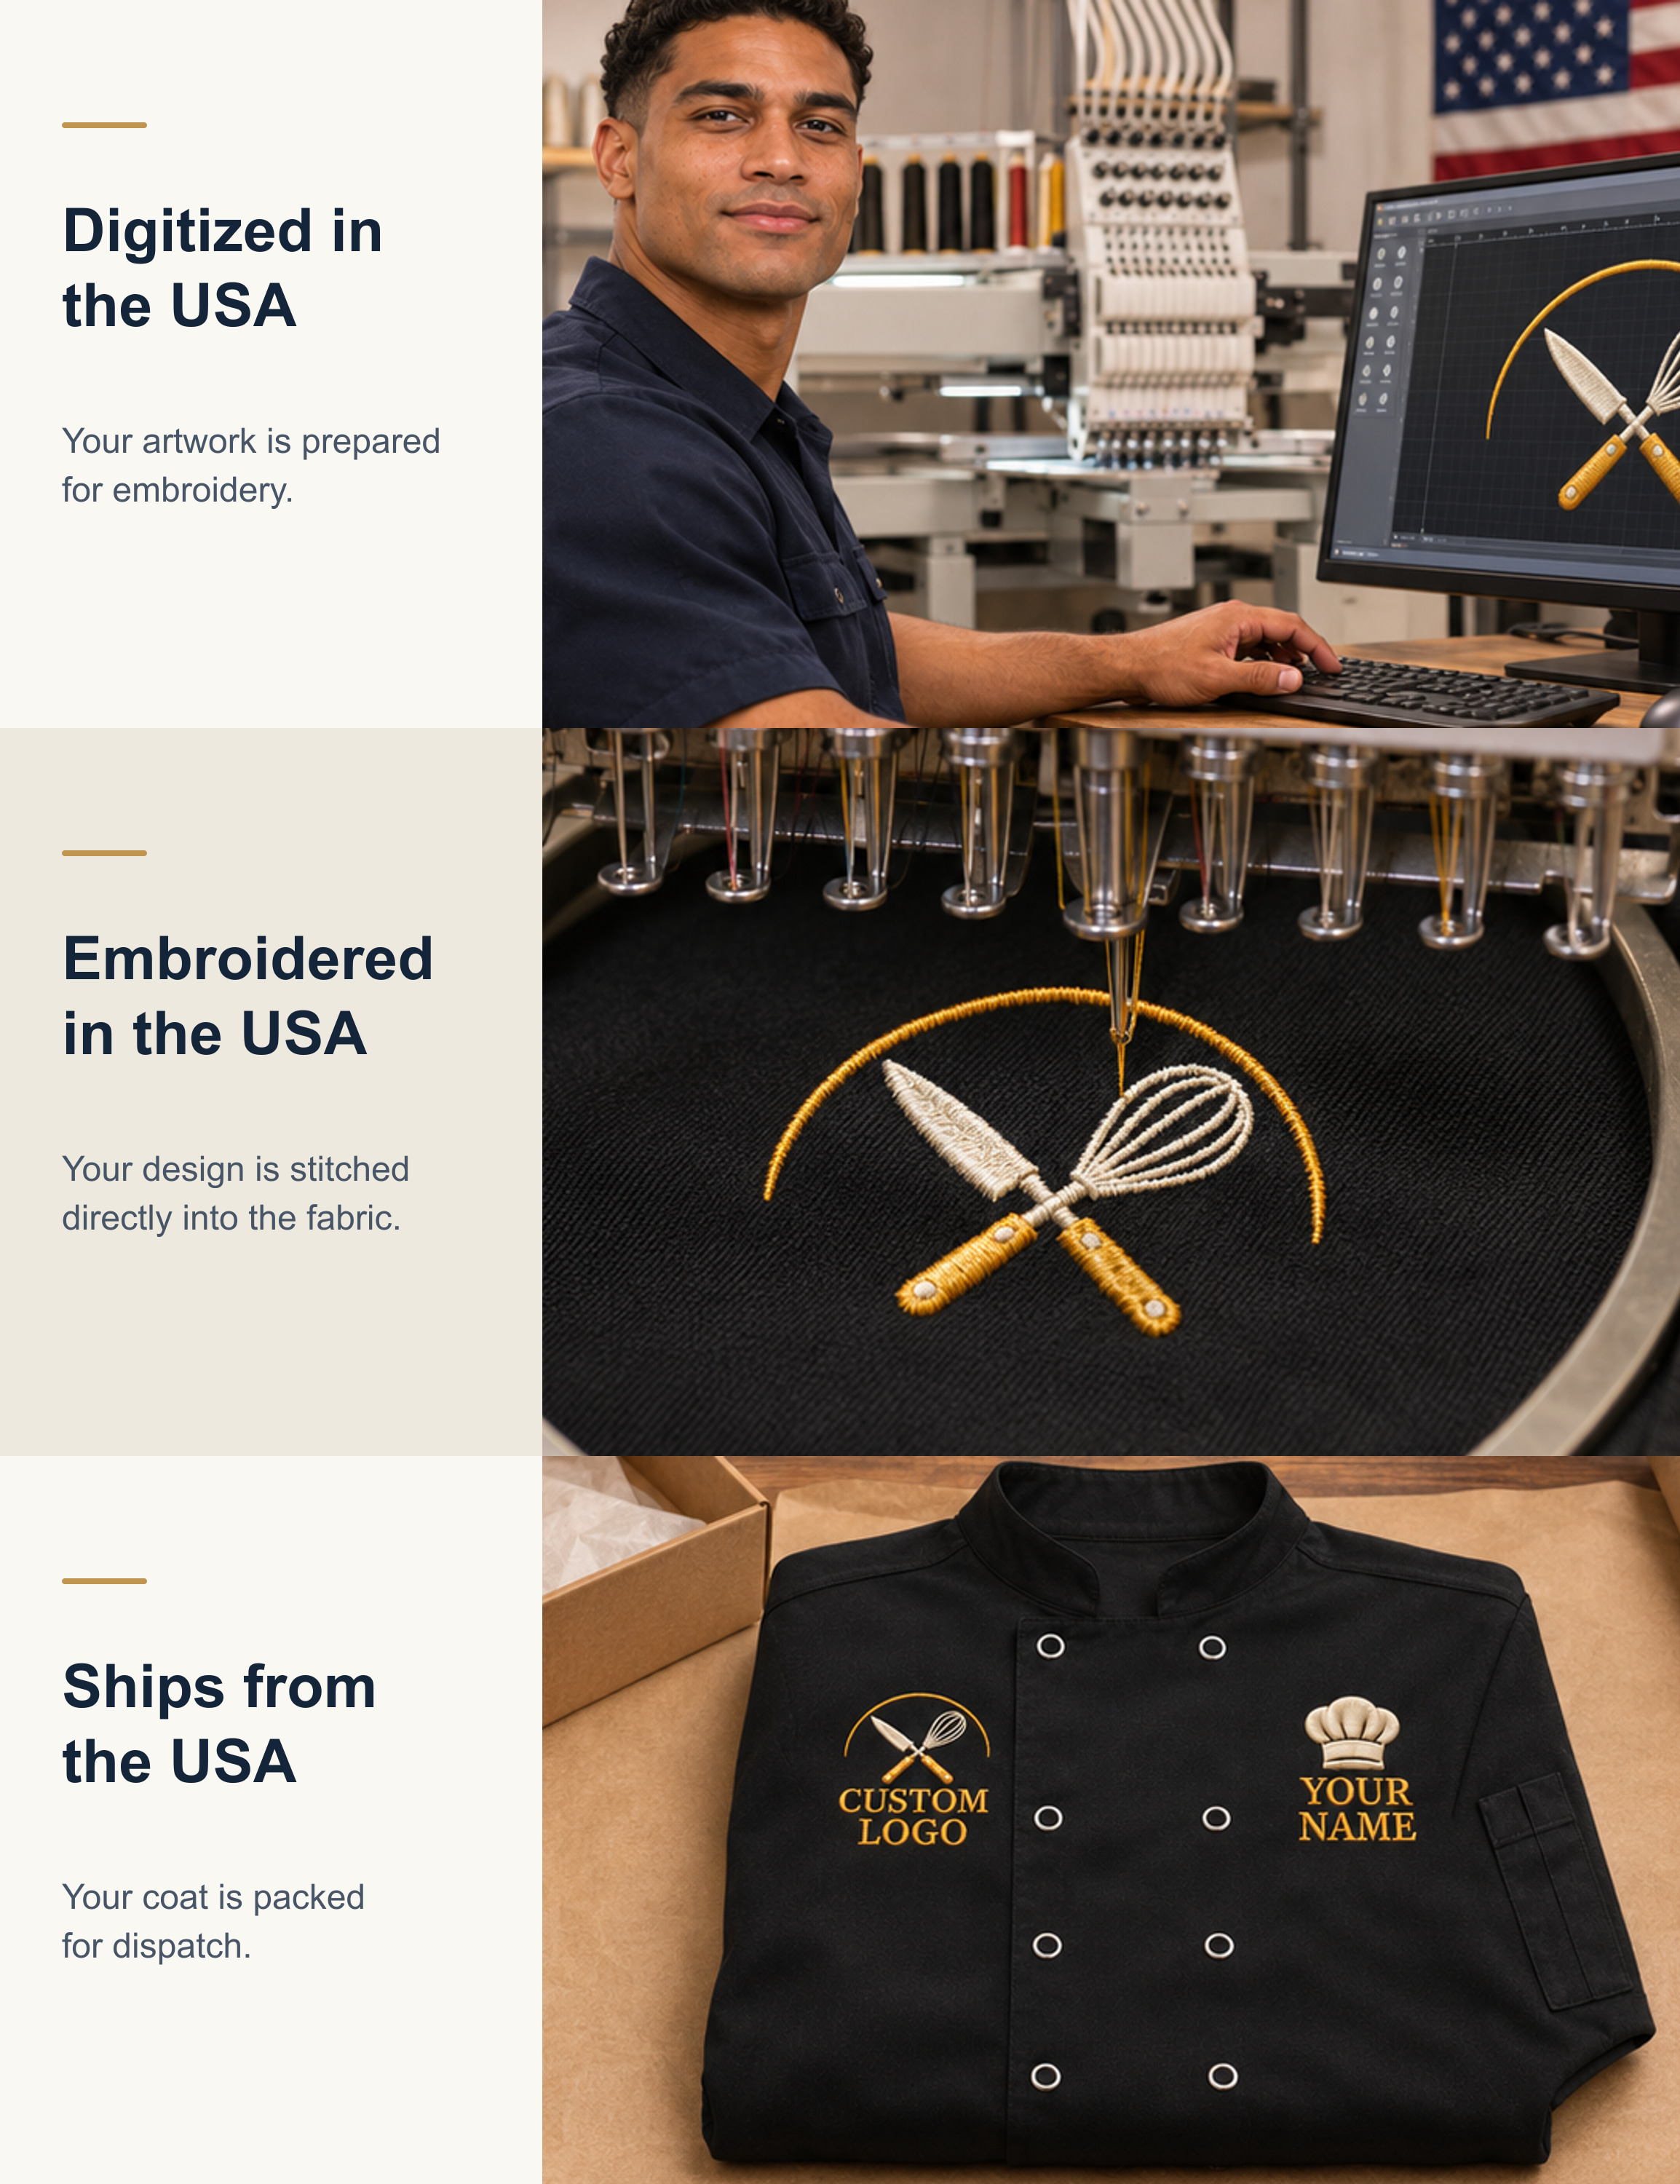 Digitized in
the USA
Your artwork is prepared
for embroidery.
Embroidered
in the USA
Your design is stitched
directly into the fabric.
Ships from
the USA
Your coat is packed
for dispatch.
CUSTOM
LOGO
YOUR
NAME